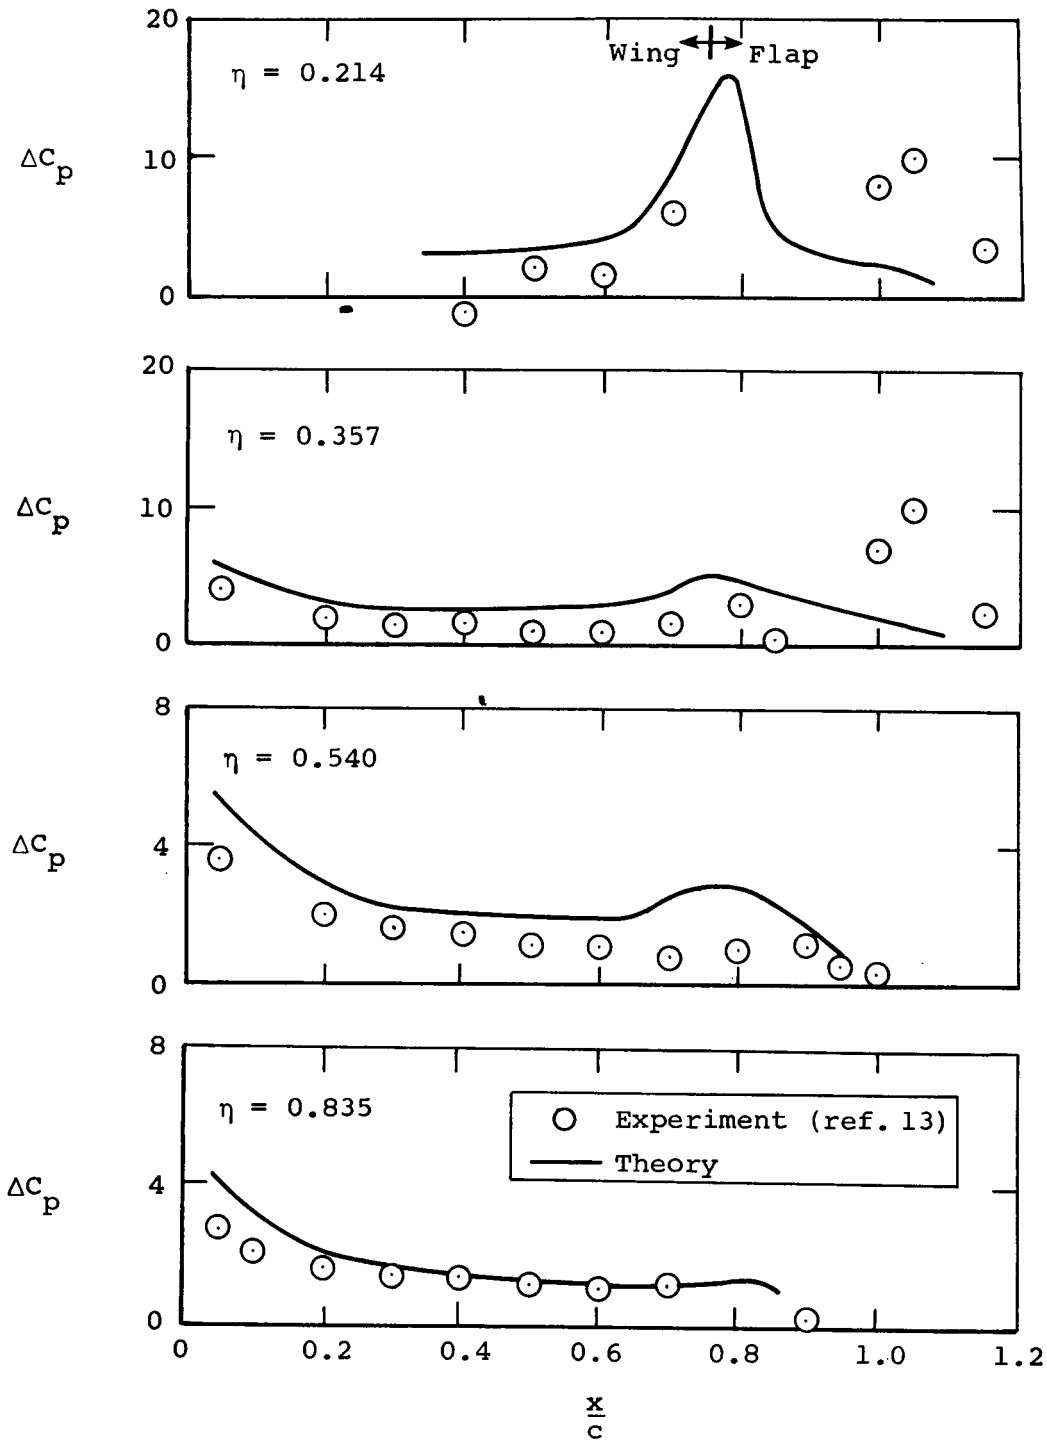 20
Wing Flap
η = 0.214
ΔCp
10
0
20
η = 0.357
ΔCp
10
0
8
η = 0.540
ΔCp
4
0
8
η = 0.835
Experiment (ref. 13)
Theory
ΔCp
4
0
0 0.2 0.4 0.6 0.8 1.0 1.2
x
c